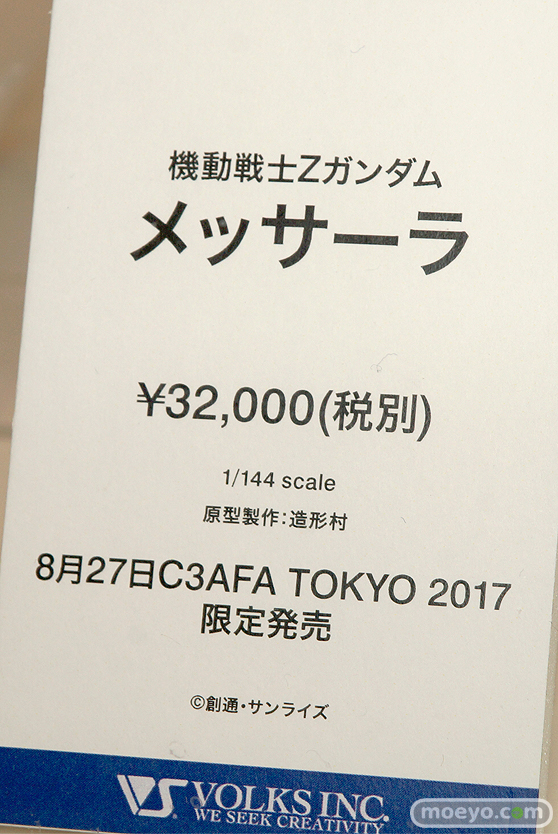 機動戦士Zガンダム
メッサーラ
¥32,000(税別)
1/144 scale
原型製作:造形村
8月27日C3AFA TOKYO 2017
限定発売
©創通・サンライズ
VS. VOLKS INC.
WE SEEK CREATIVITY
moeyo.com